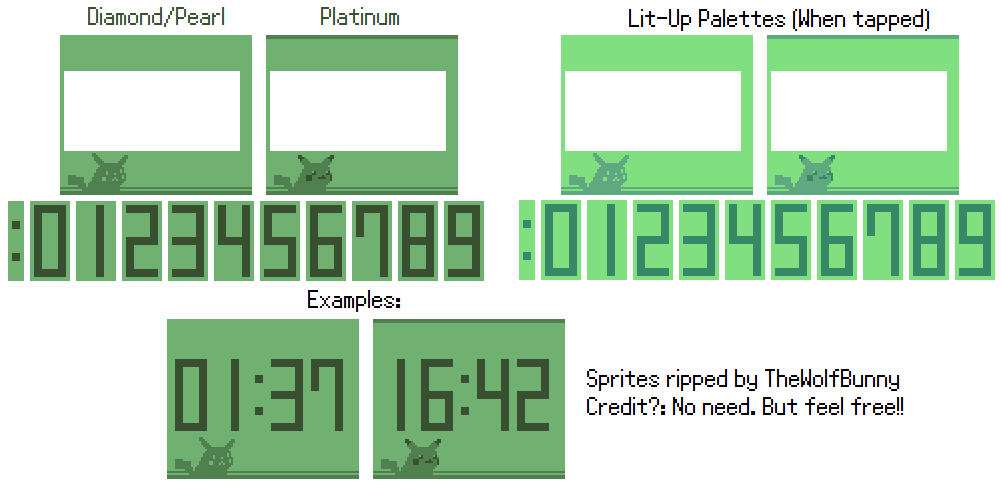 Diamond/Pearl
Platinum
Lit-Up Palettes (When tapped)
:0123456789
:0123456789
Examples:
01:37
16:42
Sprites ripped by TheWolfBunny
Credit?: No need. But feel free!!